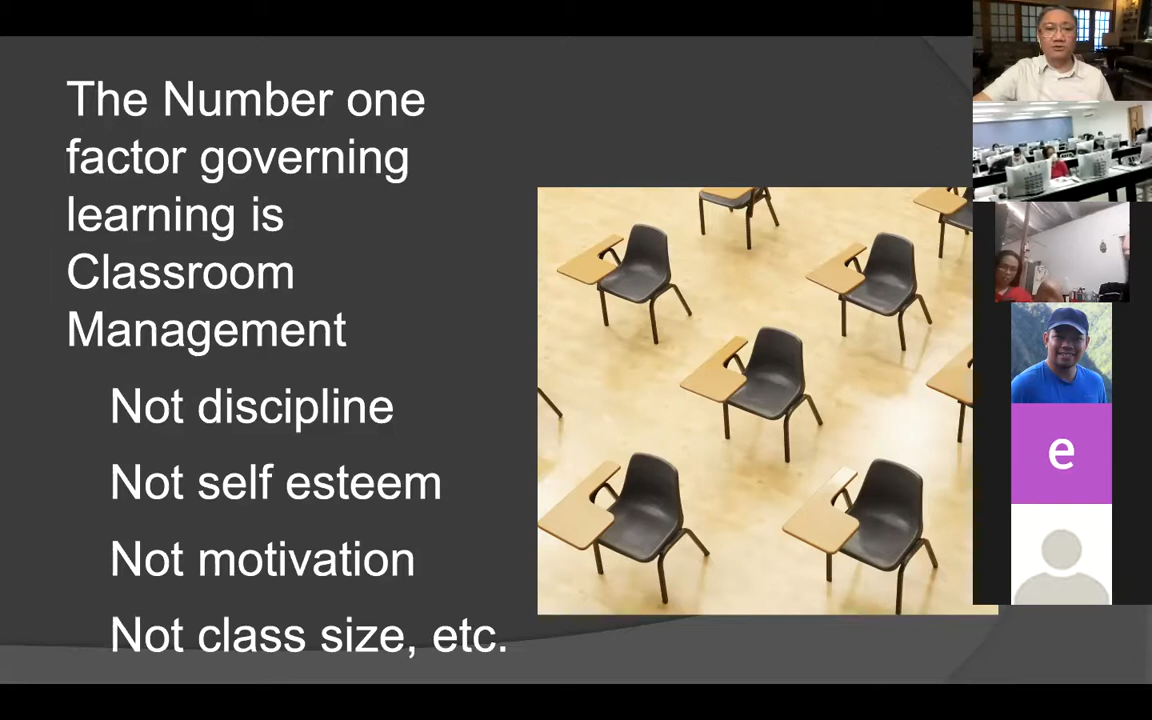 The Number one
factor governing
learning is
Classroom
Management
Not discipline
Not self esteem
Not motivation
Not class size, etc.
e